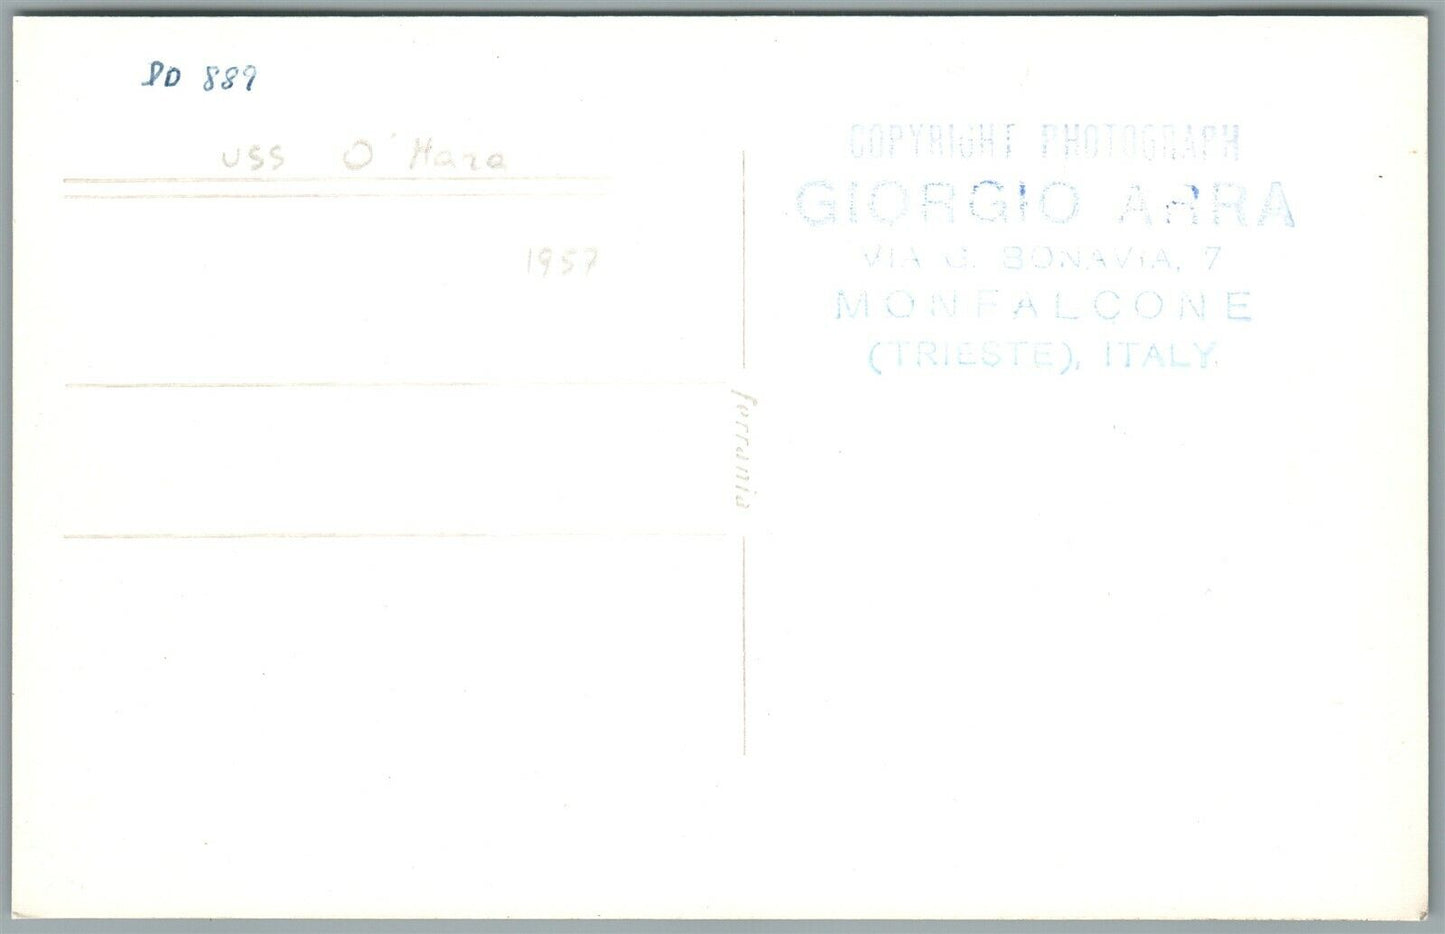 DD 889
USS O'Hara
1957
ferrania
COPYRIGHT PHOTOGRAPH
GIORGIO ARRA
VIA G. BONAVIA, 7
MONFALCONE
(TRIESTE), ITALY.